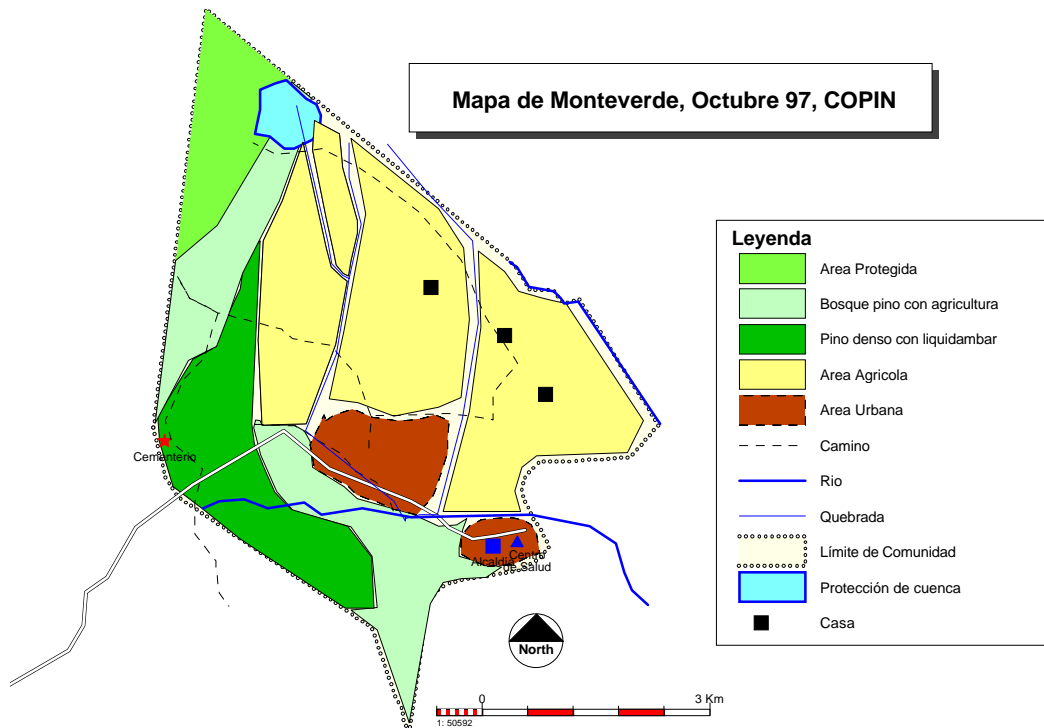 Mapa de Monteverde, Octubre 97, COPIN
Leyenda
Area Protegida
Bosque pino con agricultura
Pino denso con liquidambar
Area Agricola
Area Urbana
Camino
Rio
Quebrada
Límite de Comunidad
Protección de cuenca
Casa
Cementerio
Alcaldia
Centro
de Salud
North
0
3 Km
1: 50592